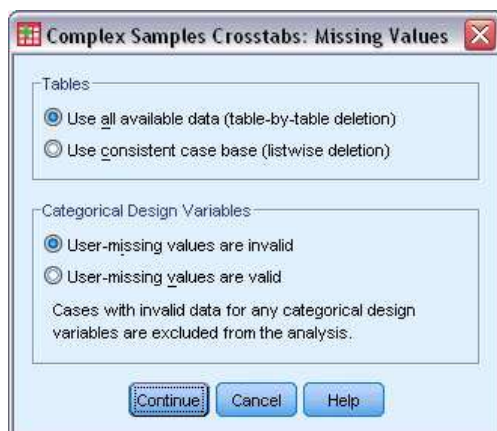 Complex Samples Crosstabs: Missing Values
Tables
Use all available data (table-by-table deletion)
Use consistent case base (listwise deletion)
Categorical Design Variables
User-missing values are invalid
User-missing values are valid
Cases with invalid data for any categorical design
variables are excluded from the analysis.
Continue Cancel Help